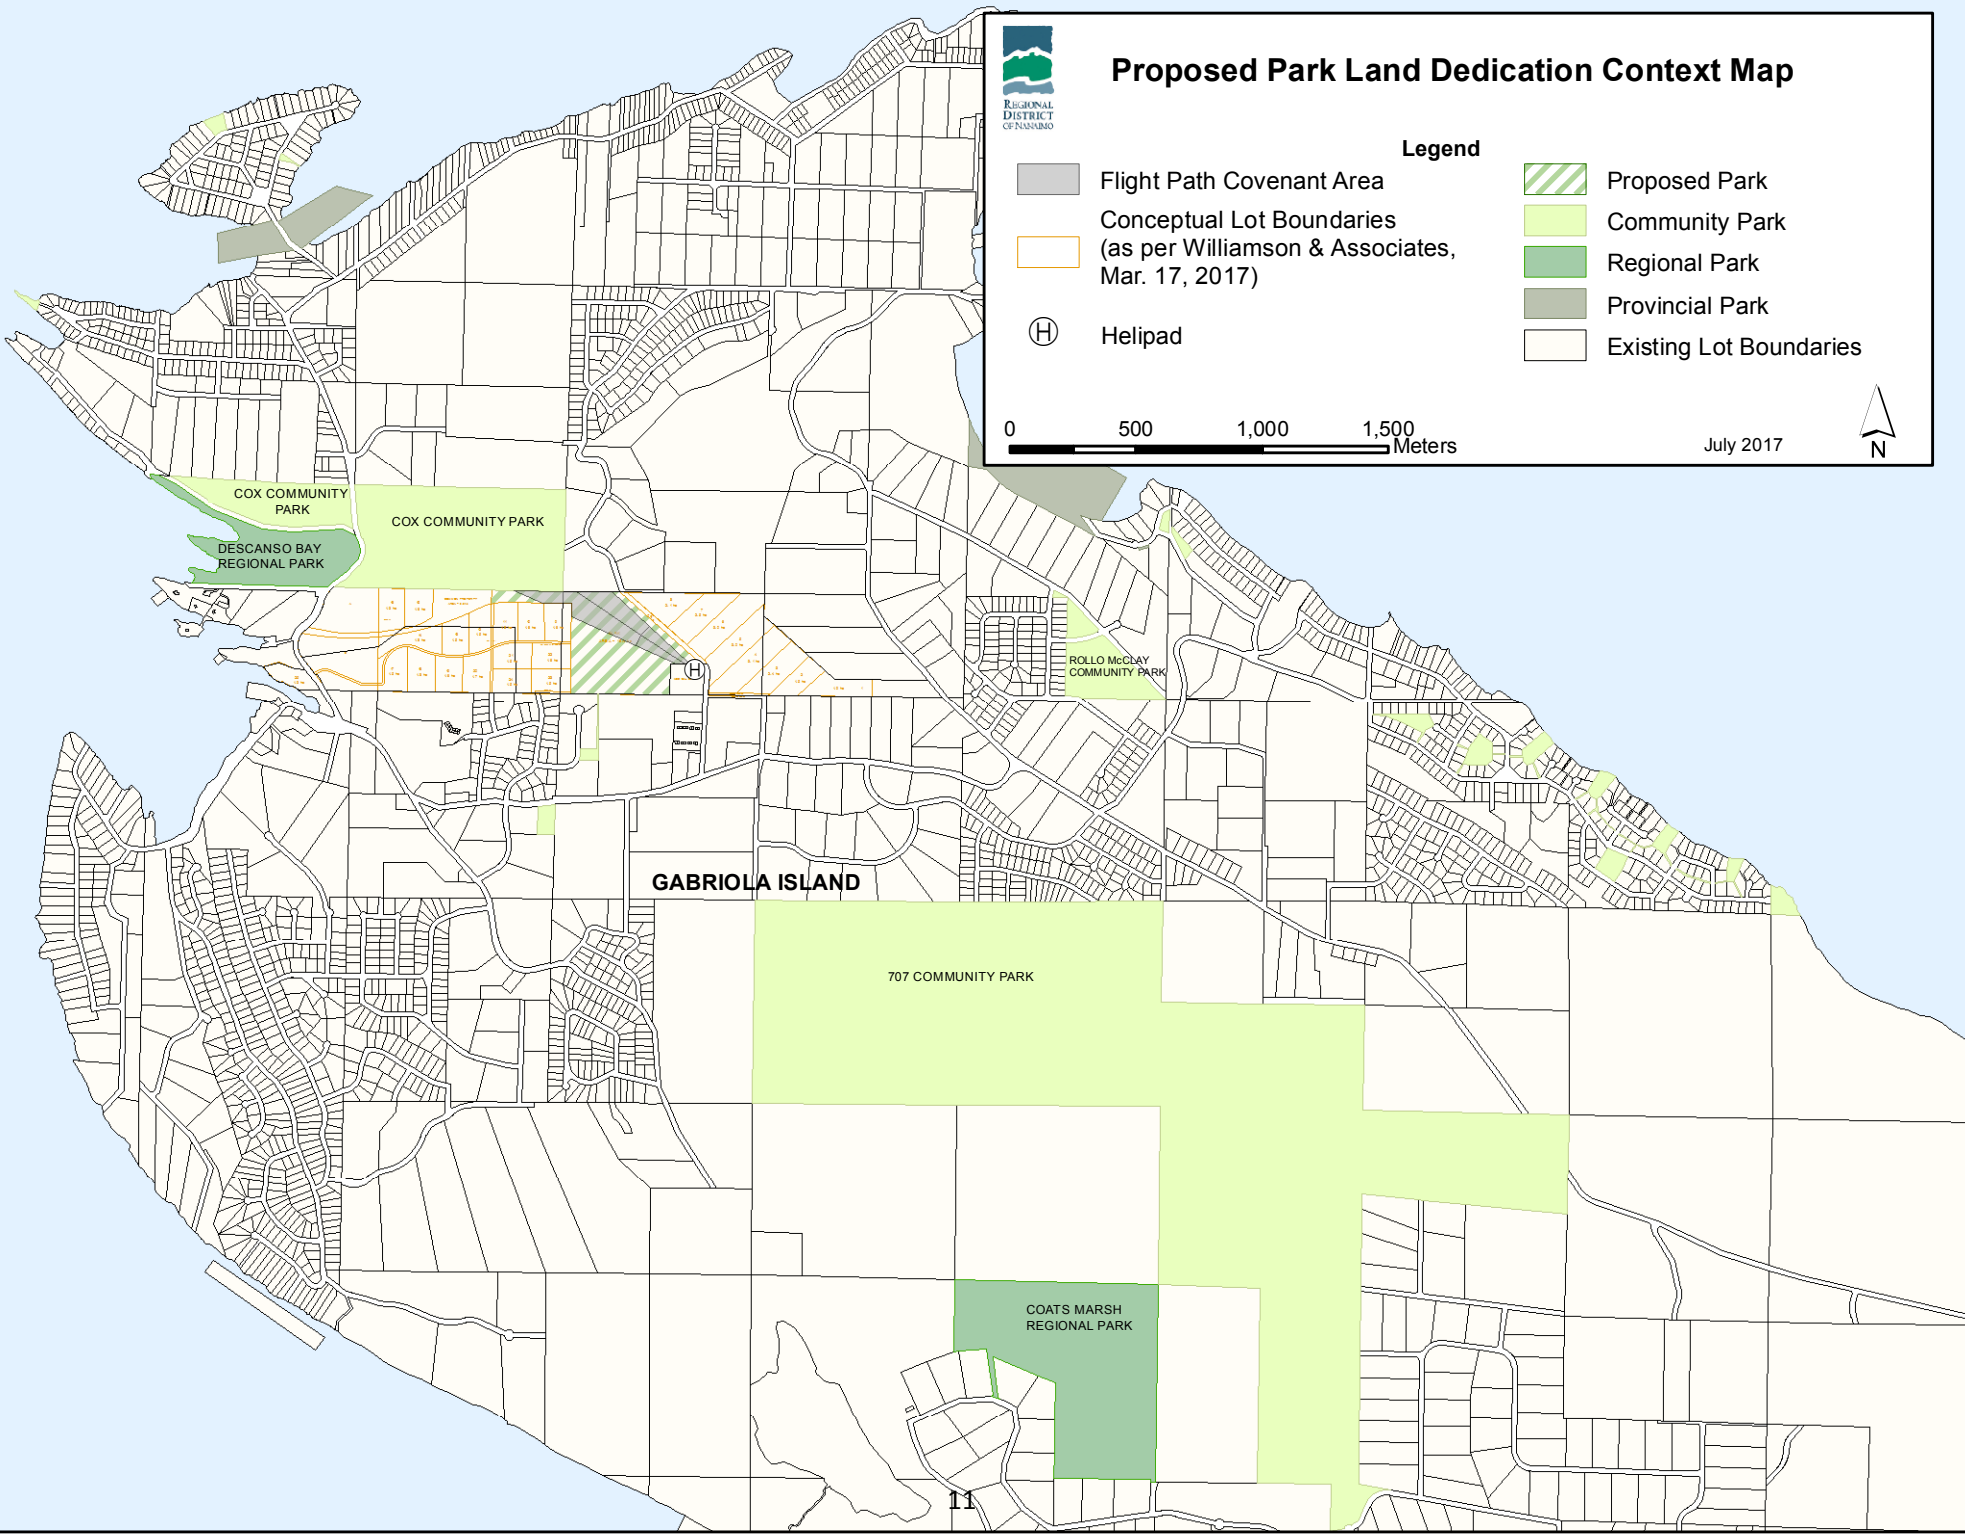 Proposed Park Land Dedication Context Map
REGIONAL
DISTRICT
OF NANAIMO
Legend
Flight Path Covenant Area
Conceptual Lot Boundaries
(as per Williamson & Associates,
Mar. 17, 2017)
Helipad
Proposed Park
Community Park
Regional Park
Provincial Park
Existing Lot Boundaries
0 500 1,000 1,500
Meters
July 2017
N
COX COMMUNITY
PARK
COX COMMUNITY PARK
DESCANSO BAY
REGIONAL PARK
H
ROLLO McCLAY
COMMUNITY PARK
GABRIOLA ISLAND
707 COMMUNITY PARK
COATS MARSH
REGIONAL PARK
11